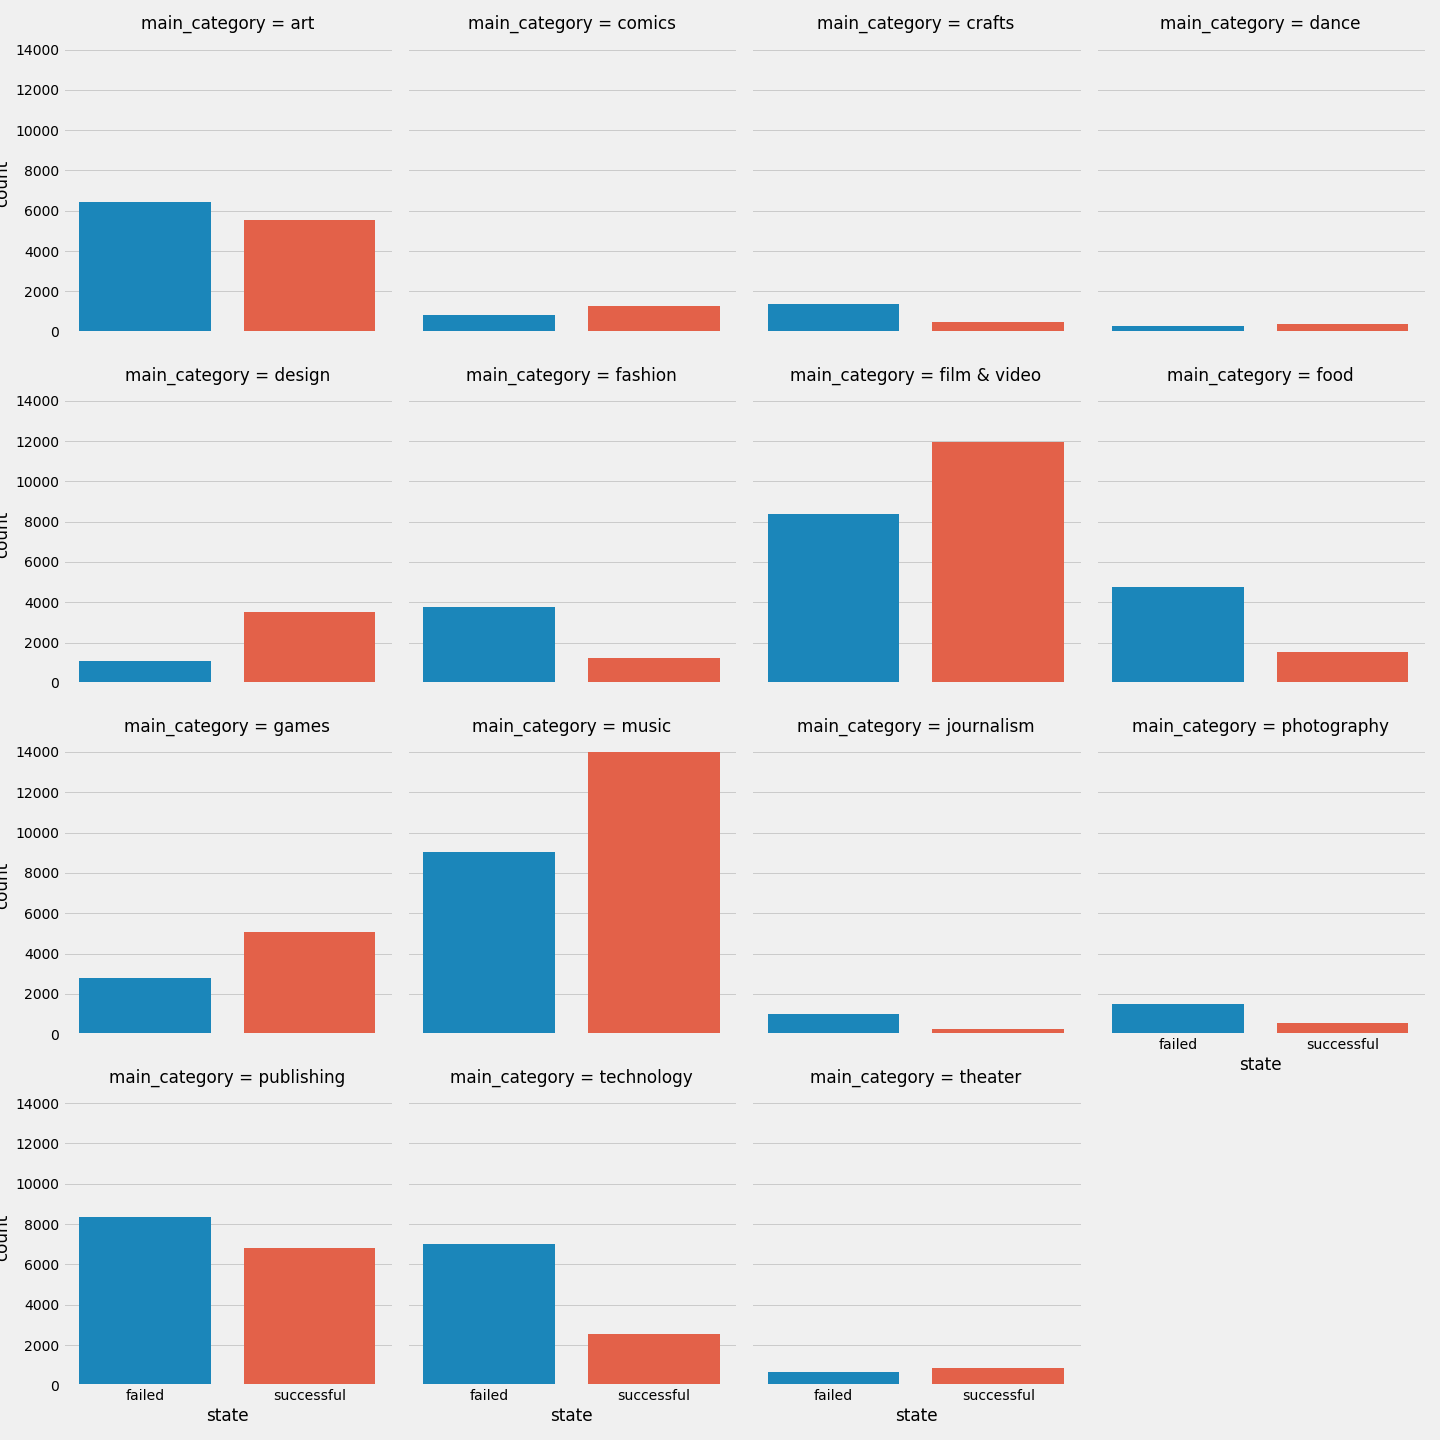 main_category = art
main_category = comics
main_category = crafts
main_category = dance
14000
12000
10000
8000
6000
4000
2000
0
count
main_category = design
main_category = fashion
main_category = film & video
main_category = food
14000
12000
10000
8000
6000
4000
2000
0
count
main_category = games
main_category = music
main_category = journalism
main_category = photography
14000
12000
10000
8000
6000
4000
2000
0
count
failed
successful
state
main_category = publishing
main_category = technology
main_category = theater
14000
12000
10000
8000
6000
4000
2000
0
count
failed
successful
failed
successful
failed
successful
state
state
state